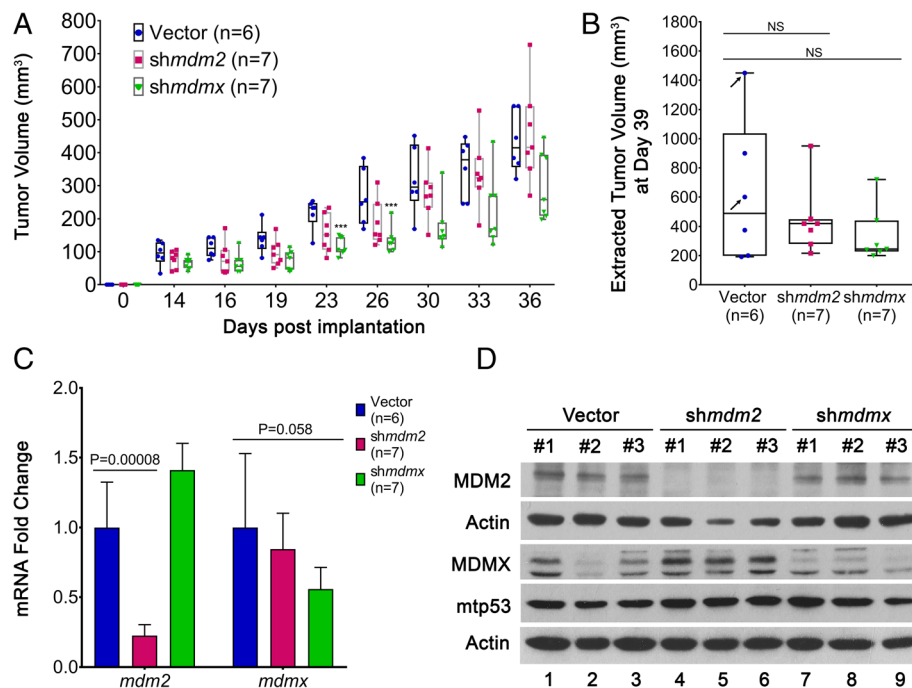 A
Tumor Volume (mm³)
800
700
600
500
400
300
200
100
0
Vector (n=6)
shmdm2 (n=7)
shmdmx (n=7)
***
***
0 14 16 19 23 26 30 33 36
Days post implantation
B
Extracted Tumor Volume (mm³)
at Day 39
1800
1600
1400
1200
1000
800
600
400
200
0
NS
NS
Vector shmdm2 shmdmx
(n=6) (n=7) (n=7)
C
mRNA Fold Change
2.0
1.5
1.0
0.5
0.0
P=0.00008
P=0.058
Vector
(n=6)
shmdm2
(n=7)
shmdmx
(n=7)
mdm2 mdmx
D
Vector shmdm2 shmdmx
#1 #2 #3 #1 #2 #3 #1 #2 #3
MDM2
Actin
MDMX
mtp53
Actin
1 2 3 4 5 6 7 8 9